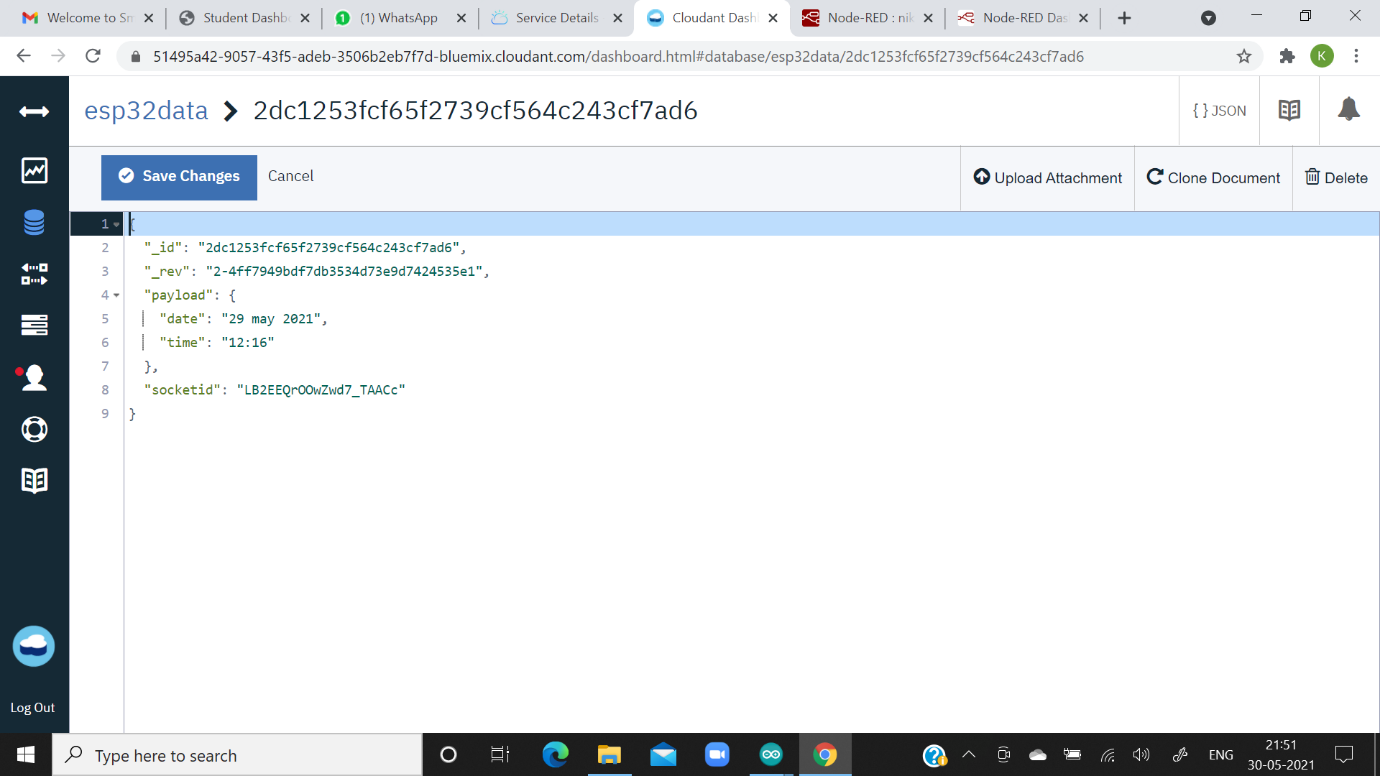 Welcome to Sm
Student Dashbo
1
(1) WhatsApp
Service Details
Cloudant Dash
Node-RED : nik
Node-RED Das
51495a42-9057-43f5-adeb-3506b2eb7f7d-bluemix.cloudant.com/dashboard.html#database/esp32data/2dc1253fcf65f2739cf564c243cf7ad6
K
esp32data > 2dc1253fcf65f2739cf564c243cf7ad6
{ } JSON
Save Changes
Cancel
Upload Attachment
Clone Document
Delete
1 {
2 "_id": "2dc1253fcf65f2739cf564c243cf7ad6",
3 "_rev": "2-4ff7949bdf7db3534d73e9d7424535e1",
4 "payload": {
5 "date": "29 may 2021",
6 "time": "12:16"
7 },
8 "socketid": "LB2EEQrOOwZwd7_TAACc"
9 }
Log Out
Type here to search
ENG
21:51
30-05-2021